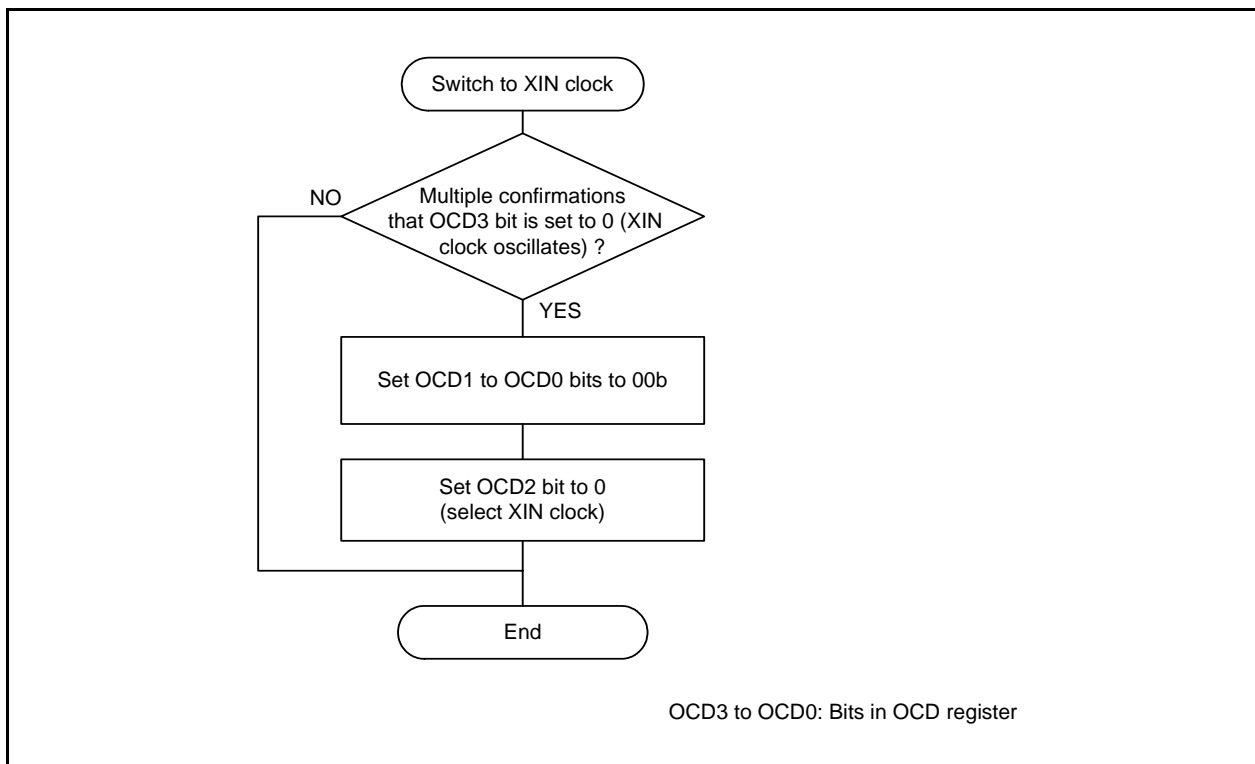 Switch to XIN clock
NO
Multiple confirmations
that OCD3 bit is set to 0 (XIN
clock oscillates) ?
YES
Set OCD1 to OCD0 bits to 00b
Set OCD2 bit to 0
(select XIN clock)
End
OCD3 to OCD0: Bits in OCD register